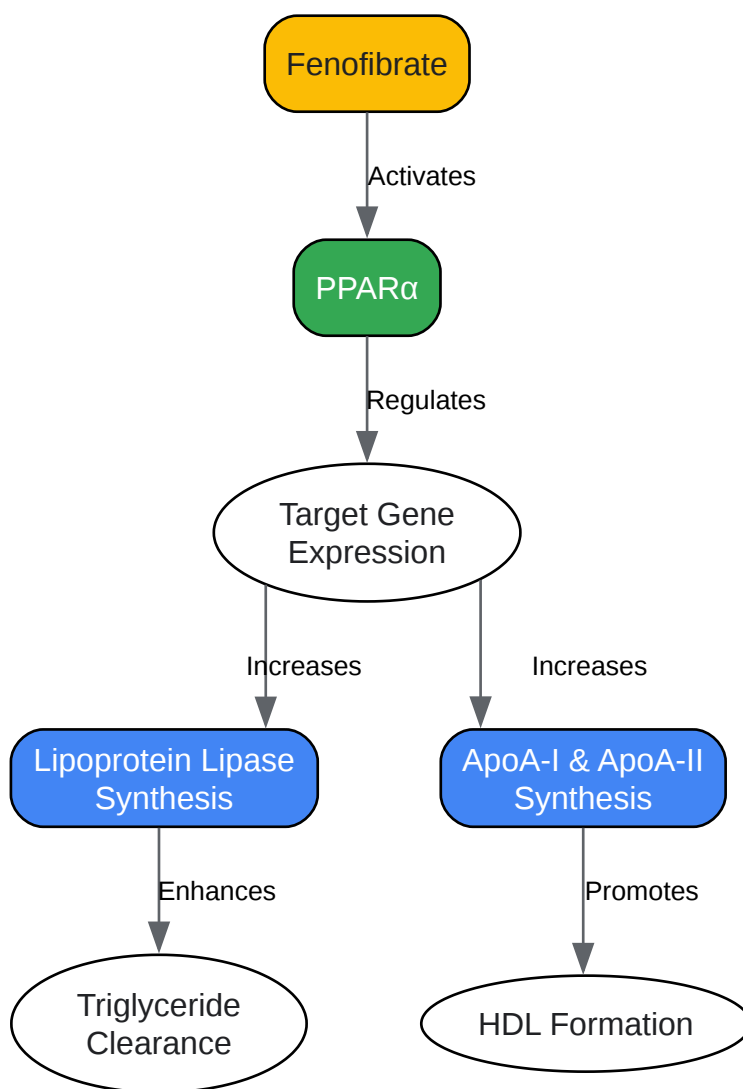 Fenofibrate
Activates
PPARα
Regulates
Target Gene
Expression
Increases
Increases
Lipoprotein Lipase
Synthesis
ApoA-I & ApoA-II
Synthesis
Enhances
Promotes
Triglyceride
Clearance
HDL Formation